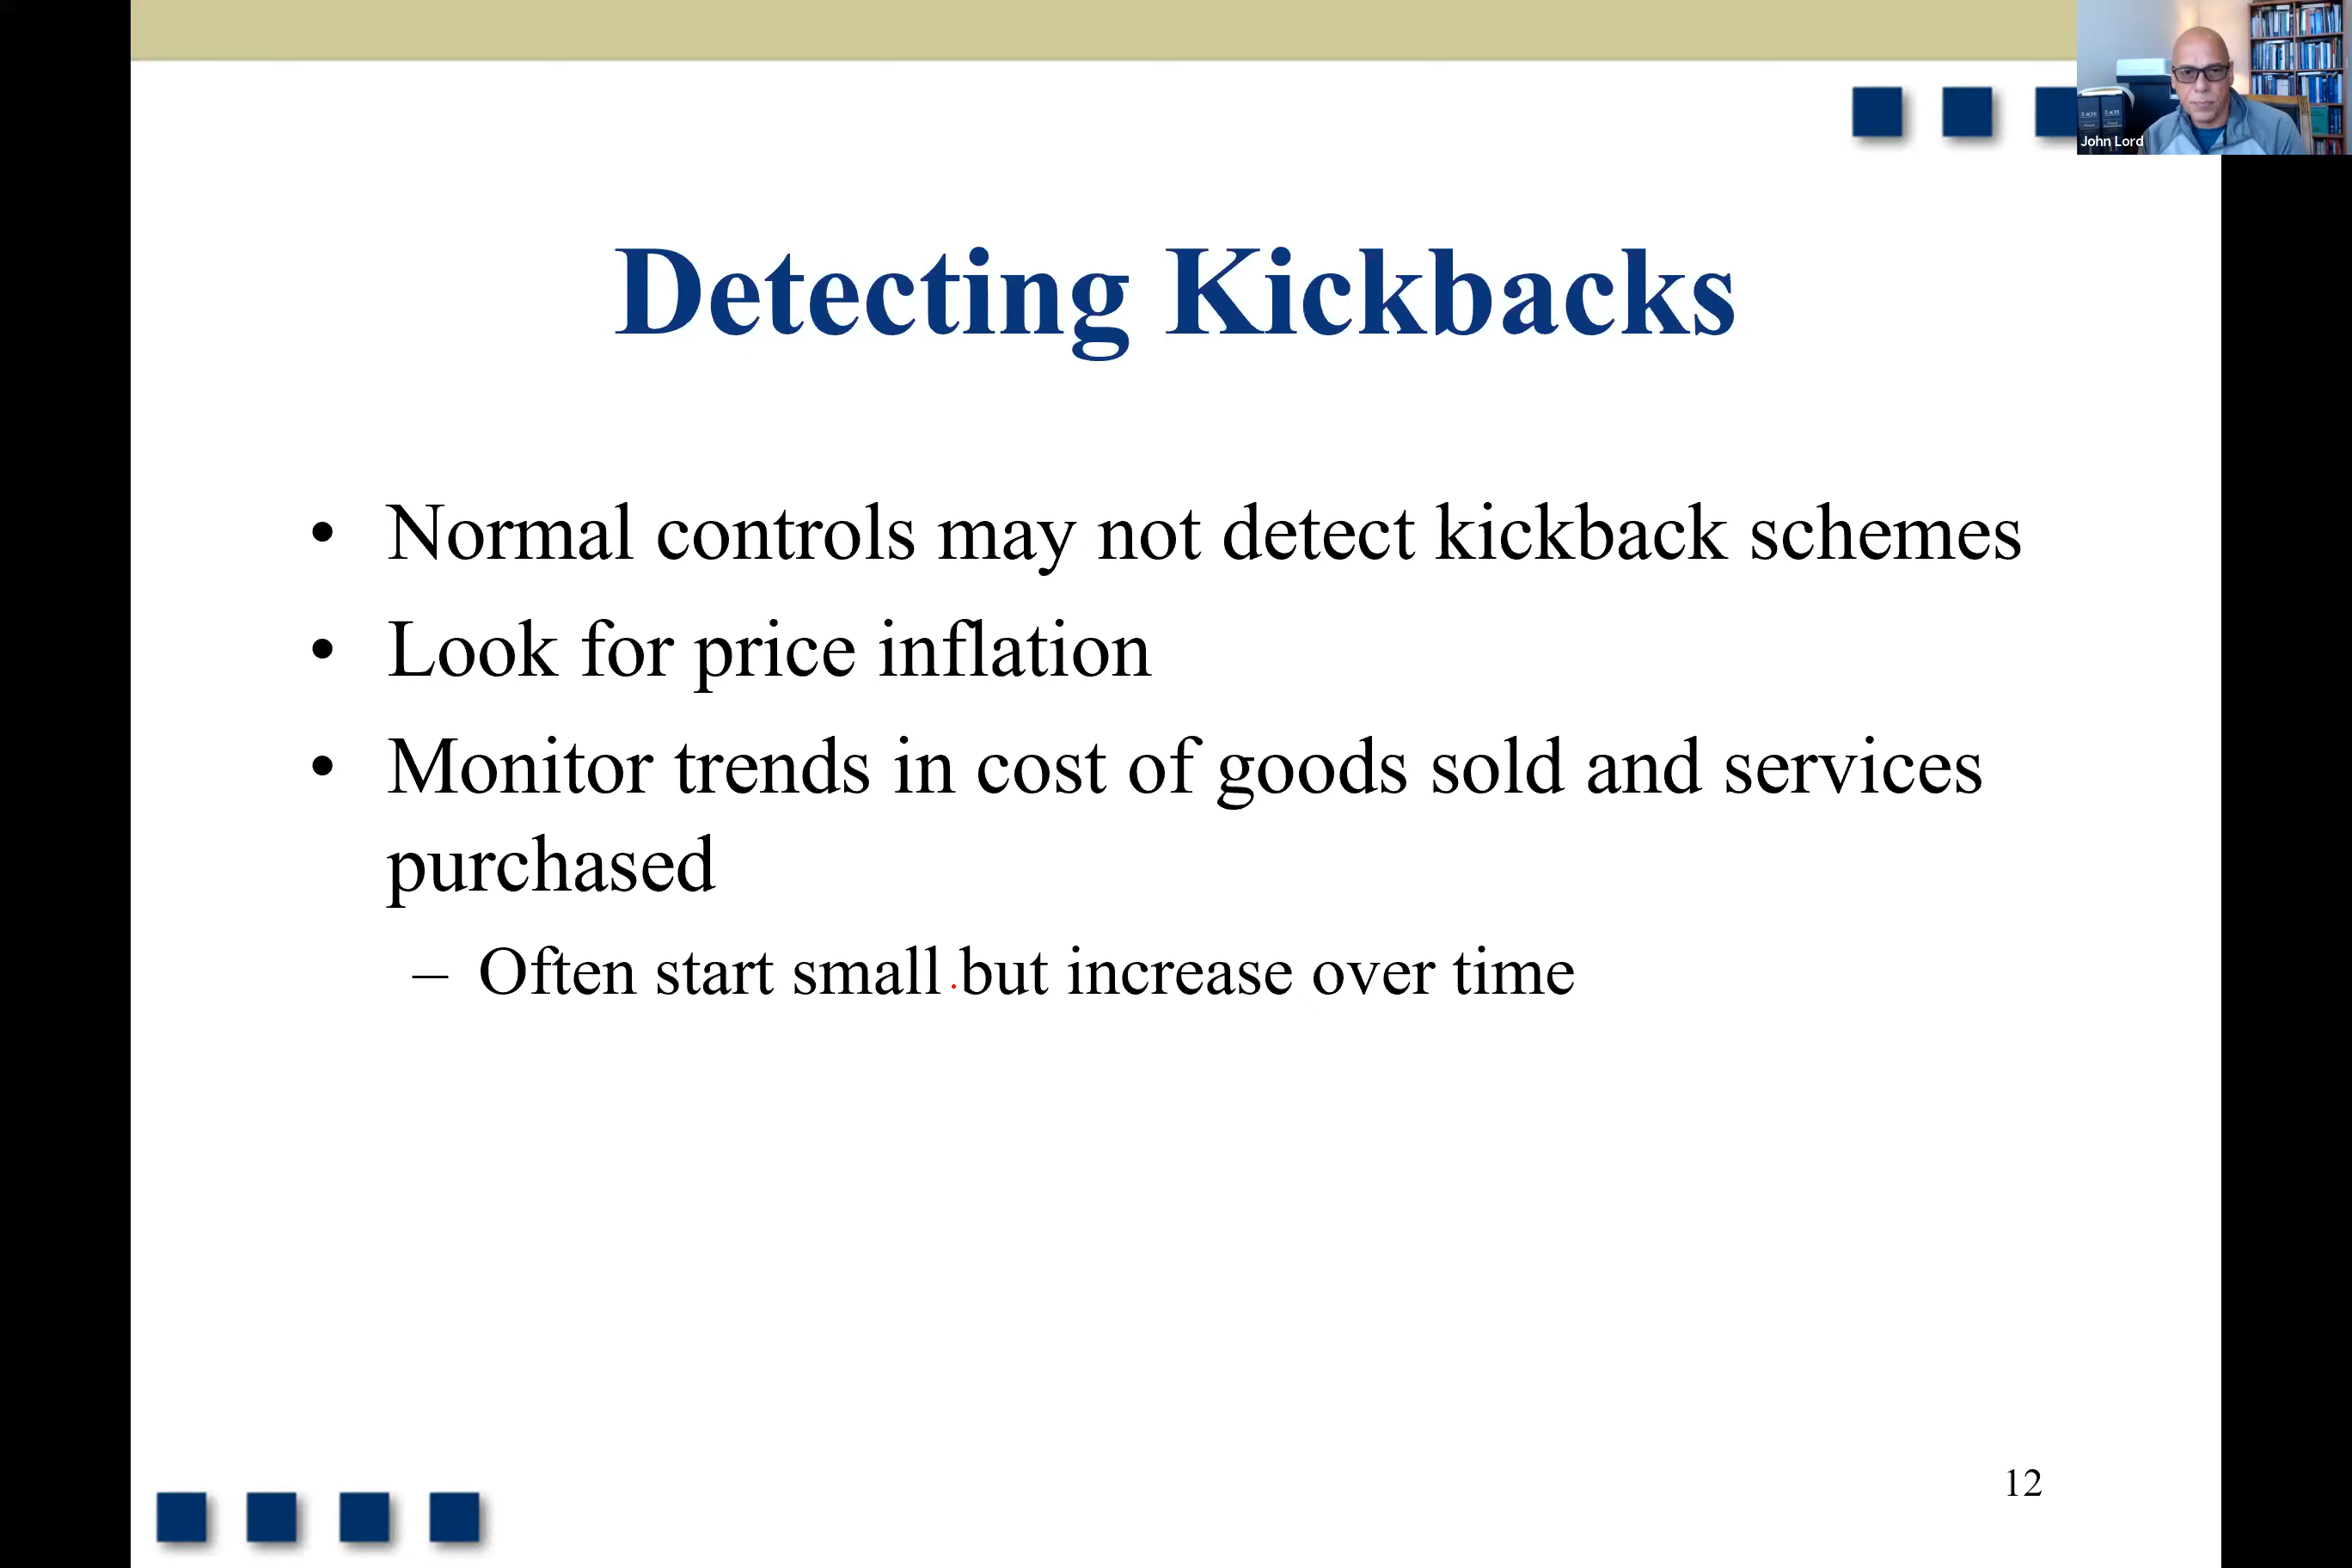 John Lord
Detecting Kickbacks
• Normal controls may not detect kickback schemes
• Look for price inflation
• Monitor trends in cost of goods sold and services
purchased
– Often start small but increase over time
12